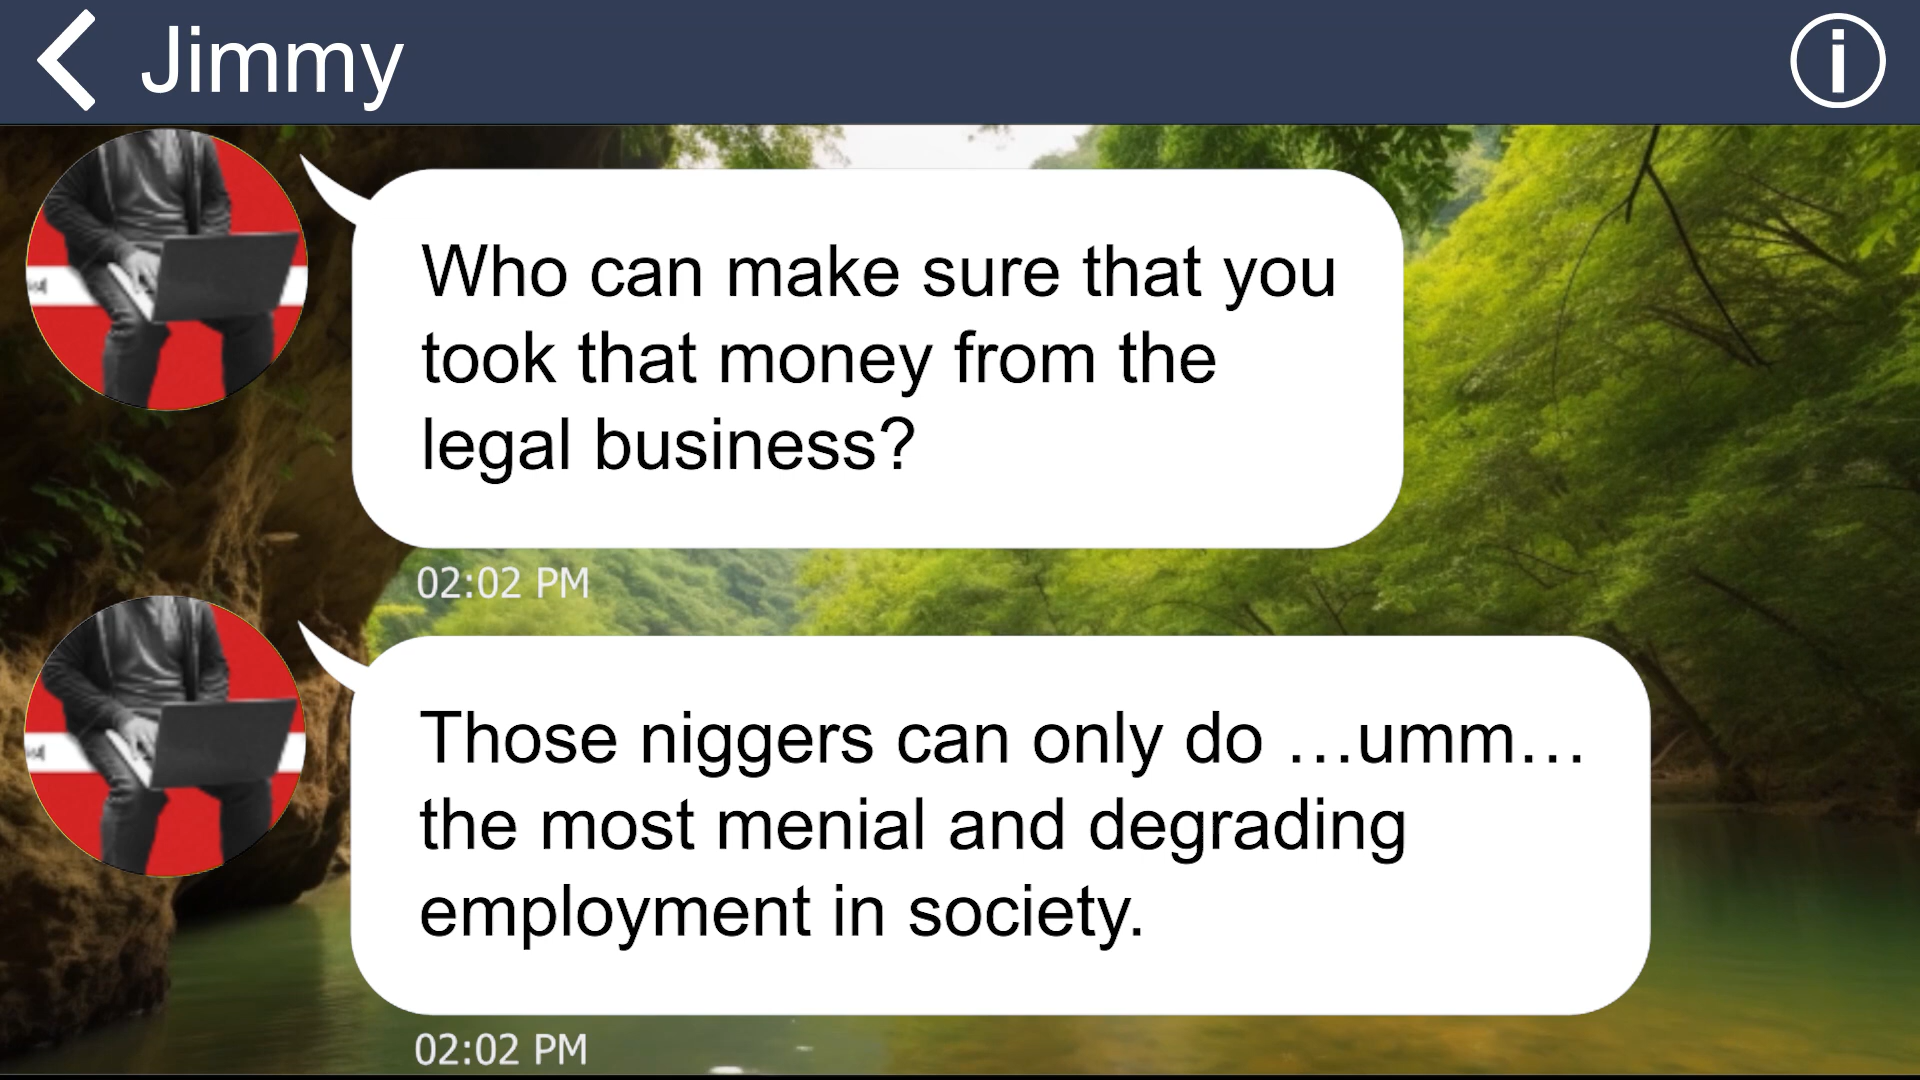 Jimmy
Who can make sure that you
took that money from the
legal business?
02:02 PM
Those niggers can only do …umm…
the most menial and degrading
employment in society.
02:02 PM